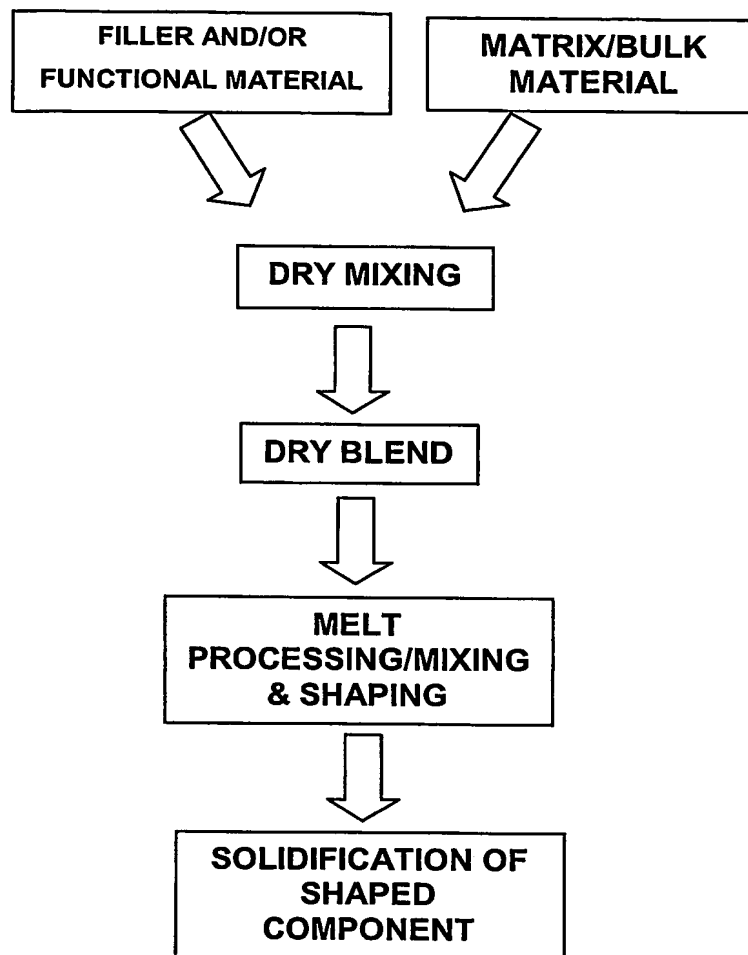 FILLER AND/OR
FUNCTIONAL MATERIAL
MATRIX/BULK
MATERIAL
DRY MIXING
DRY BLEND
MELT
PROCESSING/MIXING
& SHAPING
SOLIDIFICATION OF
SHAPED
COMPONENT